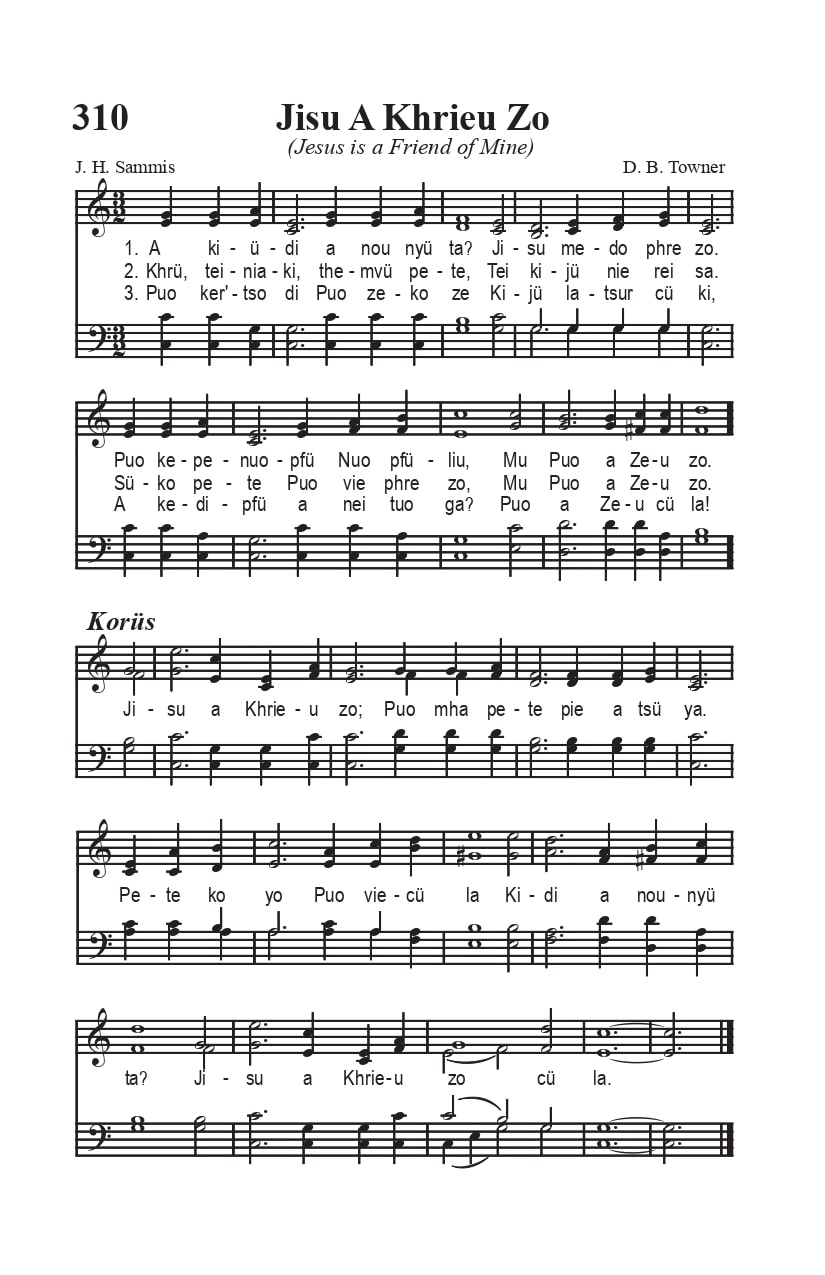 310 Jisu A Khrieu Zo
(Jesus is a Friend of Mine)
J. H. Sammis D. B. Towner
1. A ki-ü-di a nou nyü ta? Ji-su me-do phre zo.
2. Khrü, tei-nia-ki, the-mvü pe-te, Tei ki-jü nie rei sa.
3. Puo ker'-tso di Puo ze-ko ze Ki-jü la-tsur cü ki,
Puo ke-pe-nuo-pfü Nuo pfü-liu, Mu Puo a Ze-u zo.
Sü-ko pe-te Puo vie phre zo, Mu Puo a Ze-u zo.
A ke-di-pfü a nei tuo ga? Puo a Ze-u cü la!
Korüs
Ji-su a Khrie-u zo; Puo mha pe-te pie a tsü ya.
Pe-te ko yo Puo vie-cü la Ki-di a nou-nyü
ta? Ji-su a Khrie-u zo cü la.